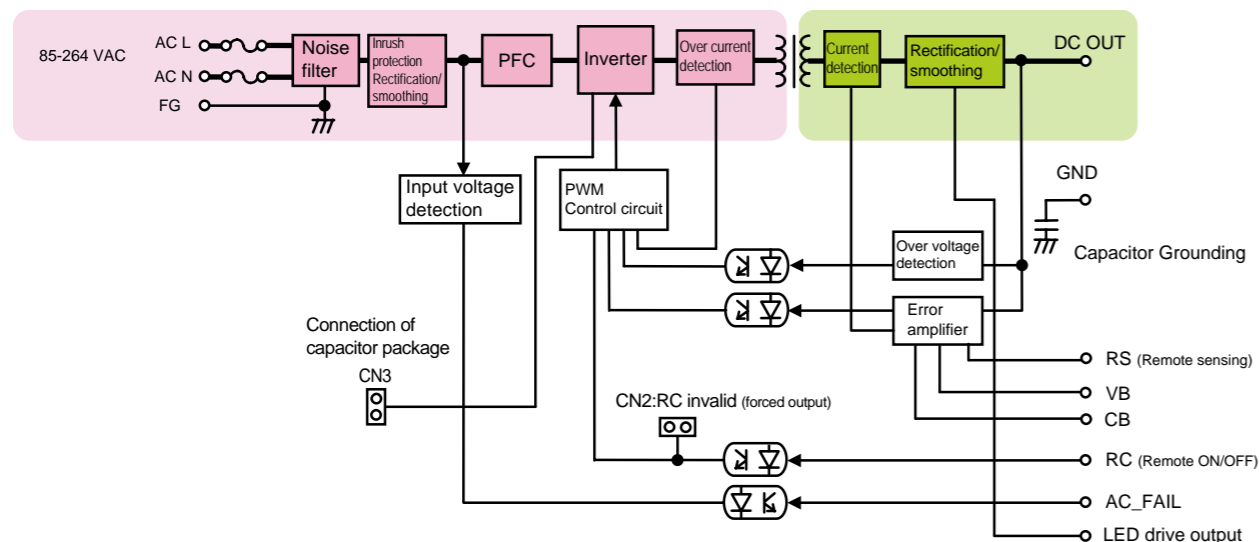 85-264 VAC
AC L
AC N
FG
Noise
filter
Inrush
protection
Rectification/
smoothing
PFC
Inverter
Over current
detection
Current
detection
Rectification/
smoothing
DC OUT
Input voltage
detection
PWM
Control circuit
GND
Capacitor Grounding
Over voltage
detection
Error
amplifier
Connection of
capacitor package
CN3
CN2:RC invalid (forced output)
RS (Remote sensing)
VB
CB
RC (Remote ON/OFF)
AC_FAIL
LED drive output